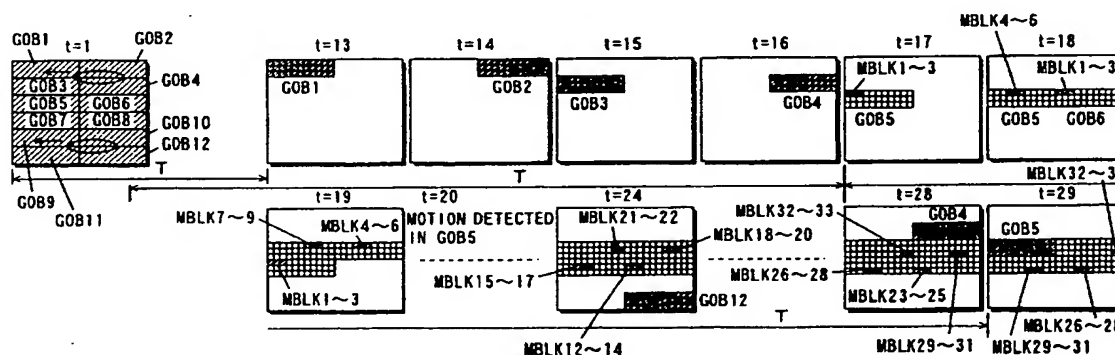 GOB1
t=1
GOB2
GOB3
GOB4
GOB5
GOB6
GOB7
GOB8
GOB10
GOB12
GOB9
GOB11
T
t=13
GOB1
t=14
GOB2
t=15
GOB3
t=16
GOB4
t=17
MBLK1~3
GOB5
MBLK4~6
t=18
MBLK1~3
GOB5
GOB6
T
t=19
MBLK7~9
MBLK4~6
MBLK1~3
t=20
MOTION DETECTED
IN GOB5
t=24
MBLK21~22
MBLK18~20
MBLK15~17
GOB12
MBLK12~14
t=28
MBLK32~33
GOB4
MBLK26~28
MBLK23~25
MBLK29~31
t=29
GOB5
MBLK26~2
MBLK29~31
MBLK32~3
T